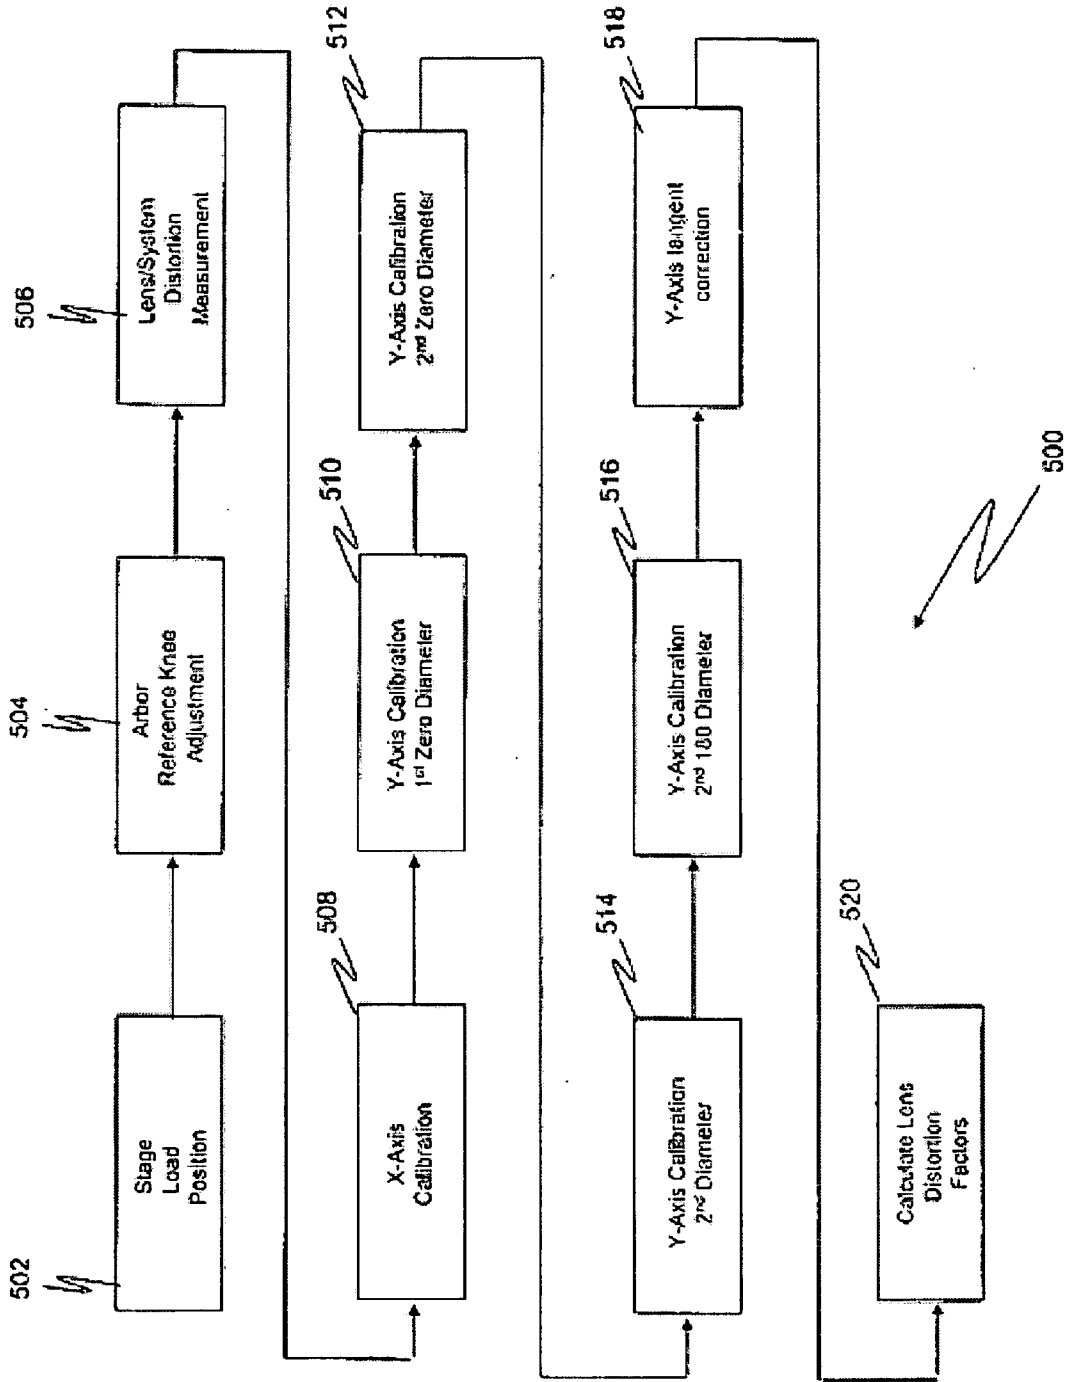 502
Stage
Load
Position
504
Arbor
Reference Knee
Adjustment
506
Lens/System
Distortion
Measurement
508
X-Axis
Calibration
510
Y-Axis Calibration
1st Zero Diameter
512
Y-Axis Calibration
2nd Zero Diameter
514
Y-Axis Calibration
2nd Diameter
516
Y-Axis Calibration
2nd 180 Diameter
518
Y-Axis tangent
correction
520
Calculate Lens
Distortion
Factors
500